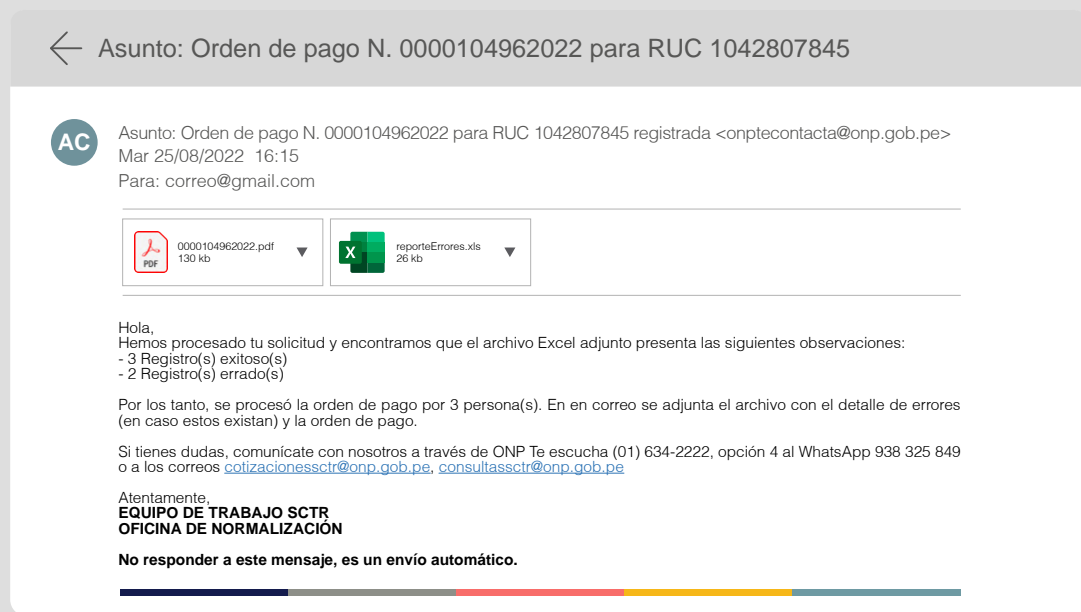 Asunto: Orden de pago N. 0000104962022 para RUC 1042807845
AC
Asunto: Orden de pago N. 0000104962022 para RUC 1042807845 registrada <onptecontacta@onp.gob.pe>
Mar 25/08/2022 16:15
Para: correo@gmail.com
PDF
0000104962022.pdf
130 kb
X
reporteErrores.xls
26 kb
Hola,
Hemos procesado tu solicitud y encontramos que el archivo Excel adjunto presenta las siguientes observaciones:
- 3 Registro(s) exitoso(s)
- 2 Registro(s) errado(s)
Por los tanto, se procesó la orden de pago por 3 persona(s). En en correo se adjunta el archivo con el detalle de errores
(en caso estos existan) y la orden de pago.
Si tienes dudas, comunícate con nosotros a través de ONP Te escucha (01) 634-2222, opción 4 al WhatsApp 938 325 849
o a los correos cotizacionessctr@onp.gob.pe, consultassctr@onp.gob.pe
Atentamente,
EQUIPO DE TRABAJO SCTR
OFICINA DE NORMALIZACIÓN
No responder a este mensaje, es un envío automático.